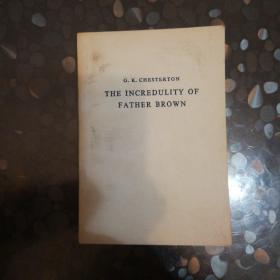 G. K. CHESTERTON
THE INCREDULITY OF
FATHER BROWN